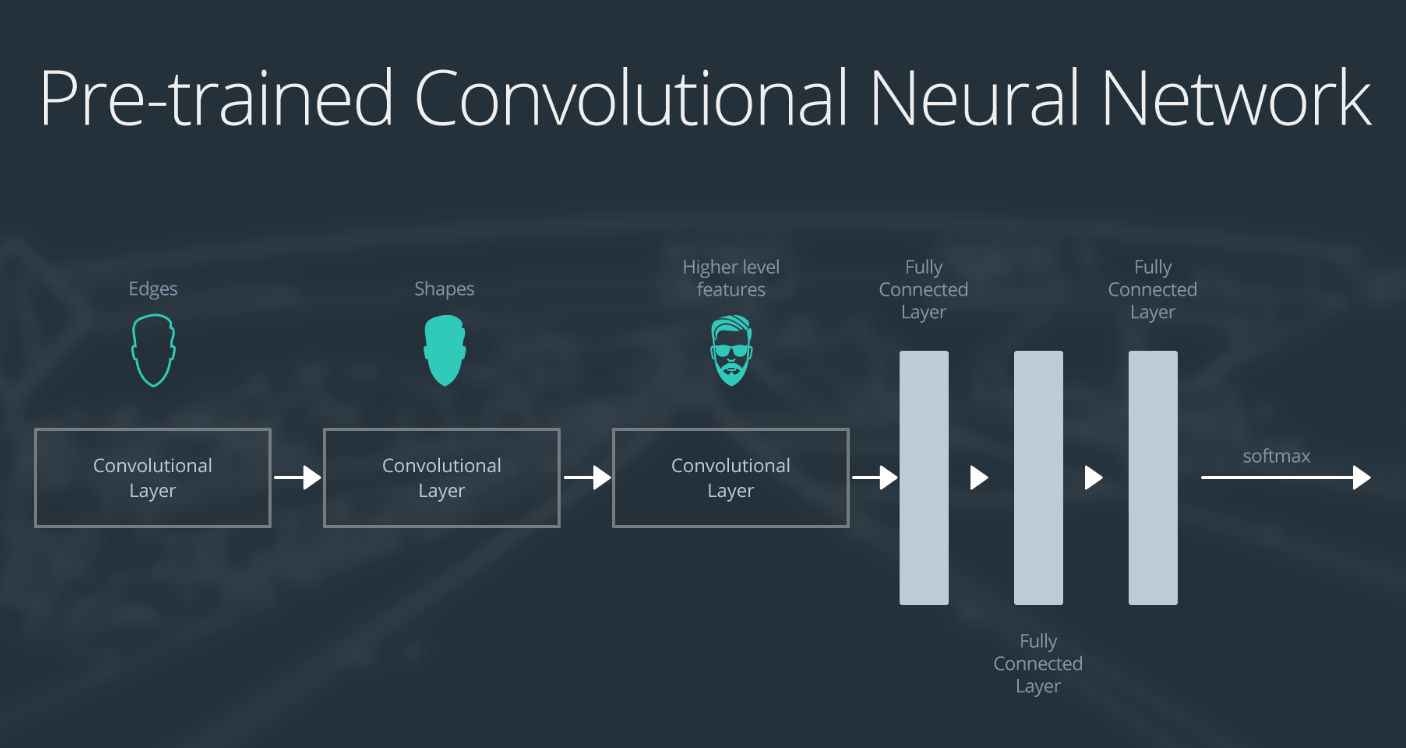 Pre-trained Convolutional Neural Network
Edges
Shapes
Higher level
features
Fully
Connected
Layer
Fully
Connected
Layer
Convolutional
Layer
Convolutional
Layer
Convolutional
Layer
softmax
Fully
Connected
Layer